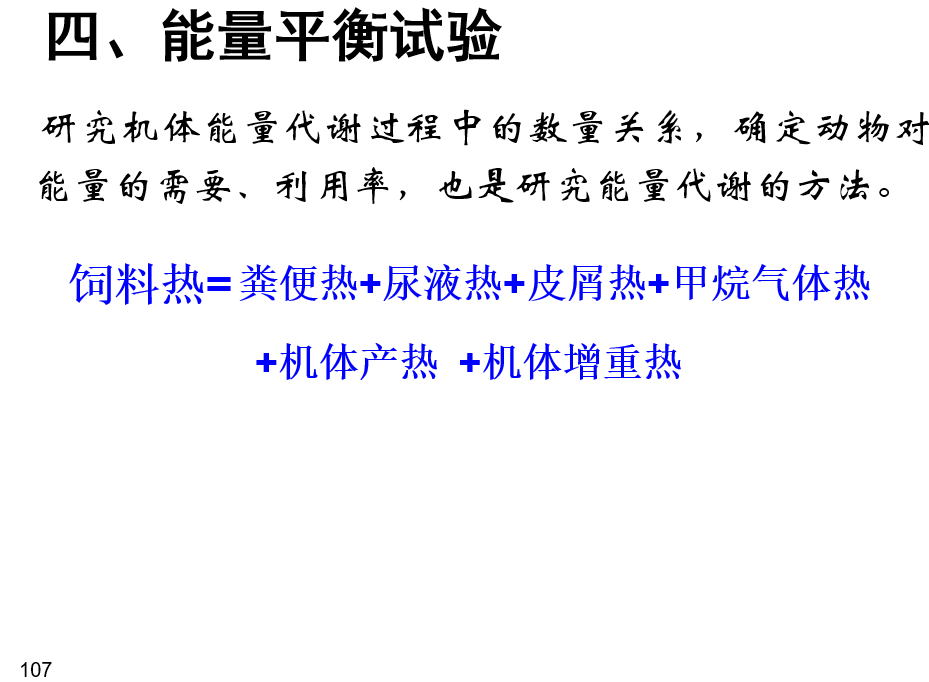 四、能量平衡试验
研究机体能量代谢过程中的数量关系，确定动物对
能量的需要、利用率，也是研究能量代谢的方法。
饲料热=粪便热+尿液热+皮屑热+甲烷气体热
+机体产热 +机体增重热
107